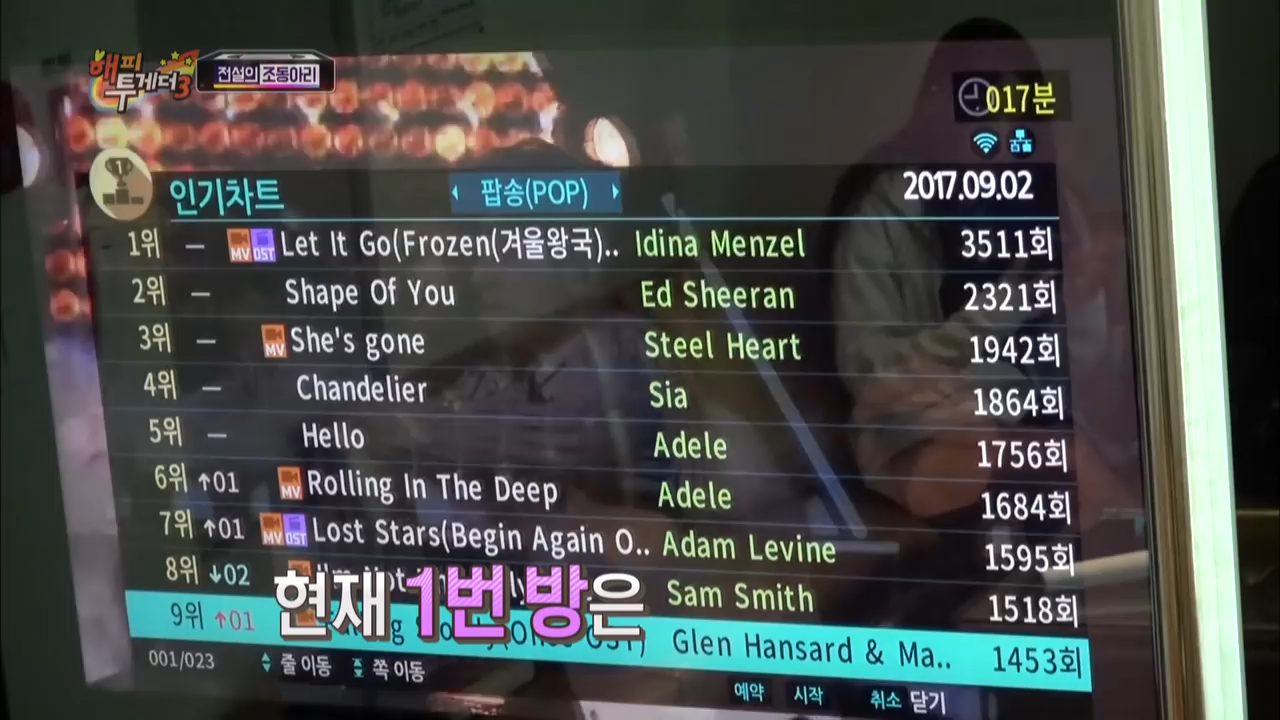 해피투게더3 전설의 조동아리
017분
인기차트 팝송(POP) 2017.09.02
1위 – MV OST Let It Go(Frozen(겨울왕국).. Idina Menzel 3511회
2위 – Shape Of You Ed Sheeran 2321회
3위 – MV She's gone Steel Heart 1942회
4위 – Chandelier Sia 1864회
5위 – Hello Adele 1756회
6위 ↑01 MV Rolling In The Deep Adele 1684회
7위 ↑01 MV OST Lost Stars(Begin Again O.. Adam Levine 1595회
8위 ↓02 Sam Smith 1518회
9위 ↑01 Glen Hansard & Ma.. 1453회
현재 1번 방은
001/023 줄 이동 쪽 이동
예약 시작 취소 닫기